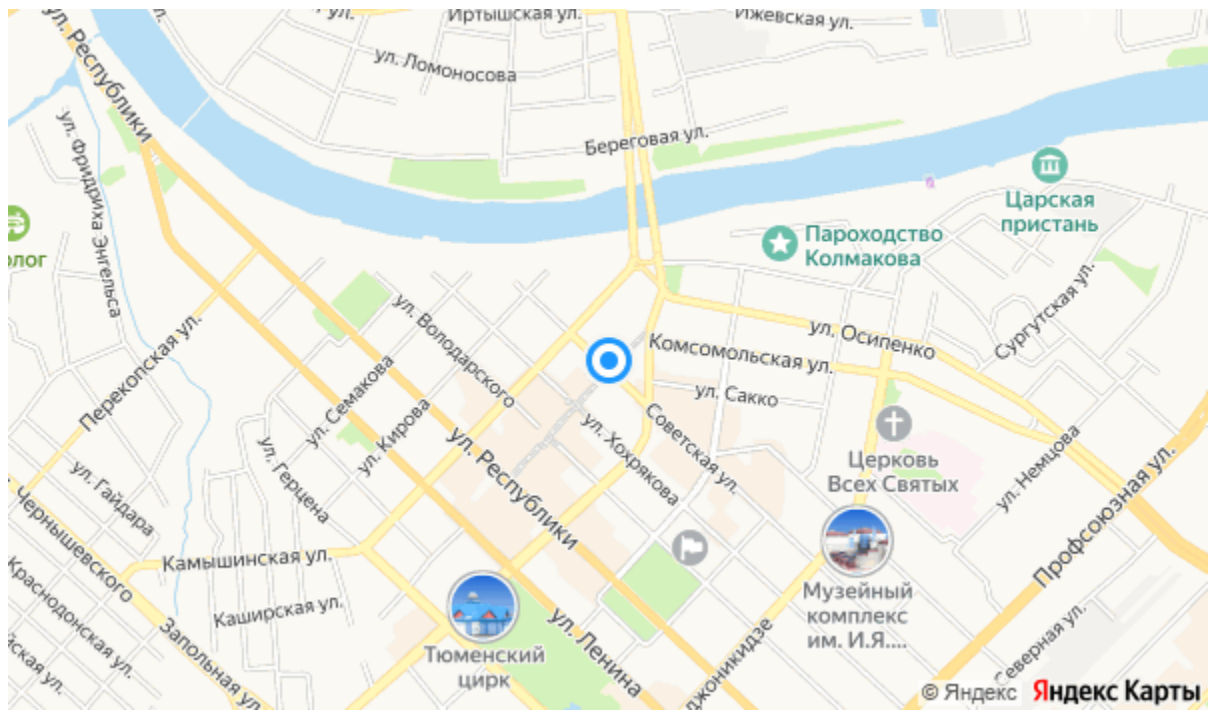 ул.
Иртышская ул.
Ижевская ул.
ул. Республики
ул. Ломоносова
Береговая ул.
ул. Фридриха Энгельса
Царская
пристань
Пароходство
Колмакова
олог
Сургутская ул.
ул. Володарского
ул. Осипенко
Перекопская ул.
Комсомольская ул.
ул. Семакова
ул. Сакко
ул. Кирова
Советская ул.
ул. Хохрякова
ул. Республики
ул. Герцена
Церковь
Всех Святых
ул. Немцова
Профсоюзная ул.
ул. Гайдара
Чернышевского
Камышинская ул.
Краснодонская ул.
Каширская ул.
Музейный
комплекс
им. И.Я....
Запольная ул.
ул. Ленина
Тюменский
цирк
джоникидзе
Северная ул.
йская ул.
© Яндекс Яндекс Карты